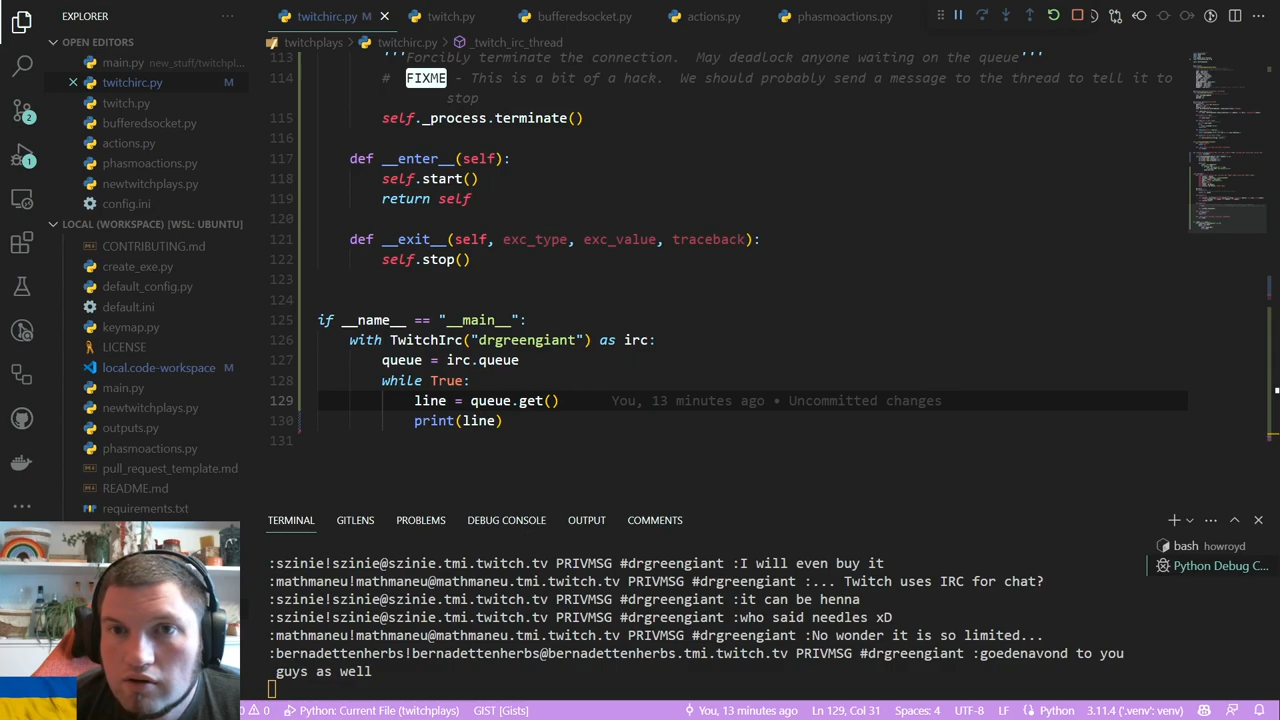 EXPLORER
twitchirc.py M
twitch.py
bufferedsocket.py
actions.py
phasmoactions.py
OPEN EDITORS
main.py new_stuff/twitchpl...
twitchirc.py M
twitch.py
bufferedsocket.py
actions.py
phasmoactions.py
newtwitchplays.py
config.ini
LOCAL (WORKSPACE) [WSL: UBUNTU]
CONTRIBUTING.md
create_exe.py
default_config.py
default.ini
keymap.py
LICENSE
local.code-workspace M
main.py
newtwitchplays.py
outputs.py
phasmoactions.py
pull_request_template.md
README.md
requirements.txt
2
1
twitchplays > twitchirc.py > _twitch_irc_thread
113 '''Forcibly terminate the connection. May deadlock anyone waiting on the queue'''
114 # FIXME - This is a bit of a hack. We should probably send a message to the thread to tell it to
stop
115 self._process.terminate()
116
117 def __enter__(self):
118 self.start()
119 return self
120
121 def __exit__(self, exc_type, exc_value, traceback):
122 self.stop()
123
124
125 if __name__ == "__main__":
126 with TwitchIrc("drgreengiant") as irc:
127 queue = irc.queue
128 while True:
129 line = queue.get() You, 13 minutes ago • Uncommitted changes
130 print(line)
131
TERMINAL GITLENS PROBLEMS DEBUG CONSOLE OUTPUT COMMENTS
:szinie!szinie@szinie.tmi.twitch.tv PRIVMSG #drgreengiant :I will even buy it
:mathmaneu!mathmaneu@mathmaneu.tmi.twitch.tv PRIVMSG #drgreengiant :... Twitch uses IRC for chat?
:szinie!szinie@szinie.tmi.twitch.tv PRIVMSG #drgreengiant :it can be henna
:szinie!szinie@szinie.tmi.twitch.tv PRIVMSG #drgreengiant :who said needles xD
:mathmaneu!mathmaneu@mathmaneu.tmi.twitch.tv PRIVMSG #drgreengiant :No wonder it is so limited...
:bernadettenherbs!bernadettenherbs@bernadettenherbs.tmi.twitch.tv PRIVMSG #drgreengiant :goedenavond to you
guys as well
bash howroyd
Python Debug C...
0 0 Python: Current File (twitchplays) GIST [Gists] You, 13 minutes ago Ln 129, Col 31 Spaces: 4 UTF-8 LF Python 3.11.4 ('.venv': venv)